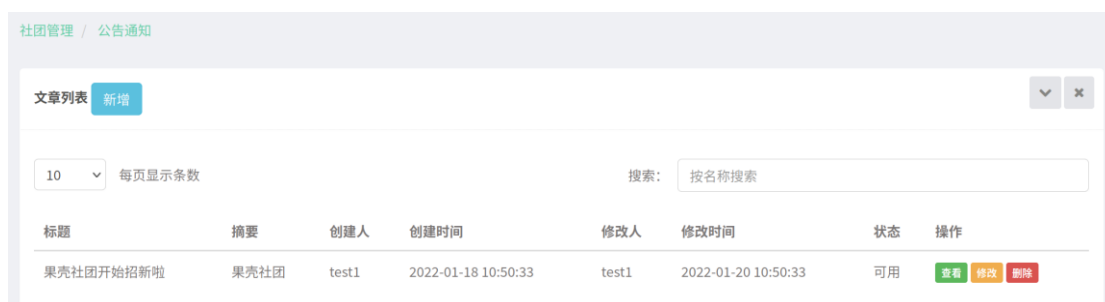 社团管理 / 公告通知
文章列表 新增
10 每页显示条数 搜索: 按名称搜索
标题 摘要 创建人 创建时间 修改人 修改时间 状态 操作
果壳社团开始招新啦 果壳社团 test1 2022-01-18 10:50:33 test1 2022-01-20 10:50:33 可用 查看 修改 删除